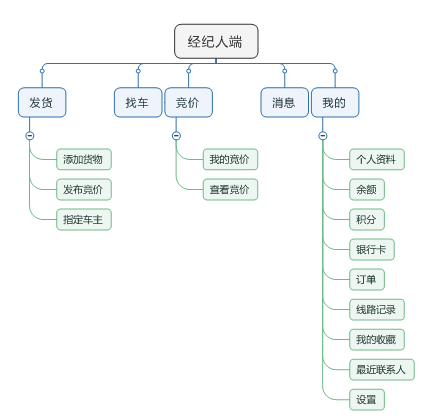 经纪人端
发货
找车
竞价
消息
我的
添加货物
发布竞价
指定车主
我的竞价
查看竞价
个人资料
余额
积分
银行卡
订单
线路记录
我的收藏
最近联系人
设置